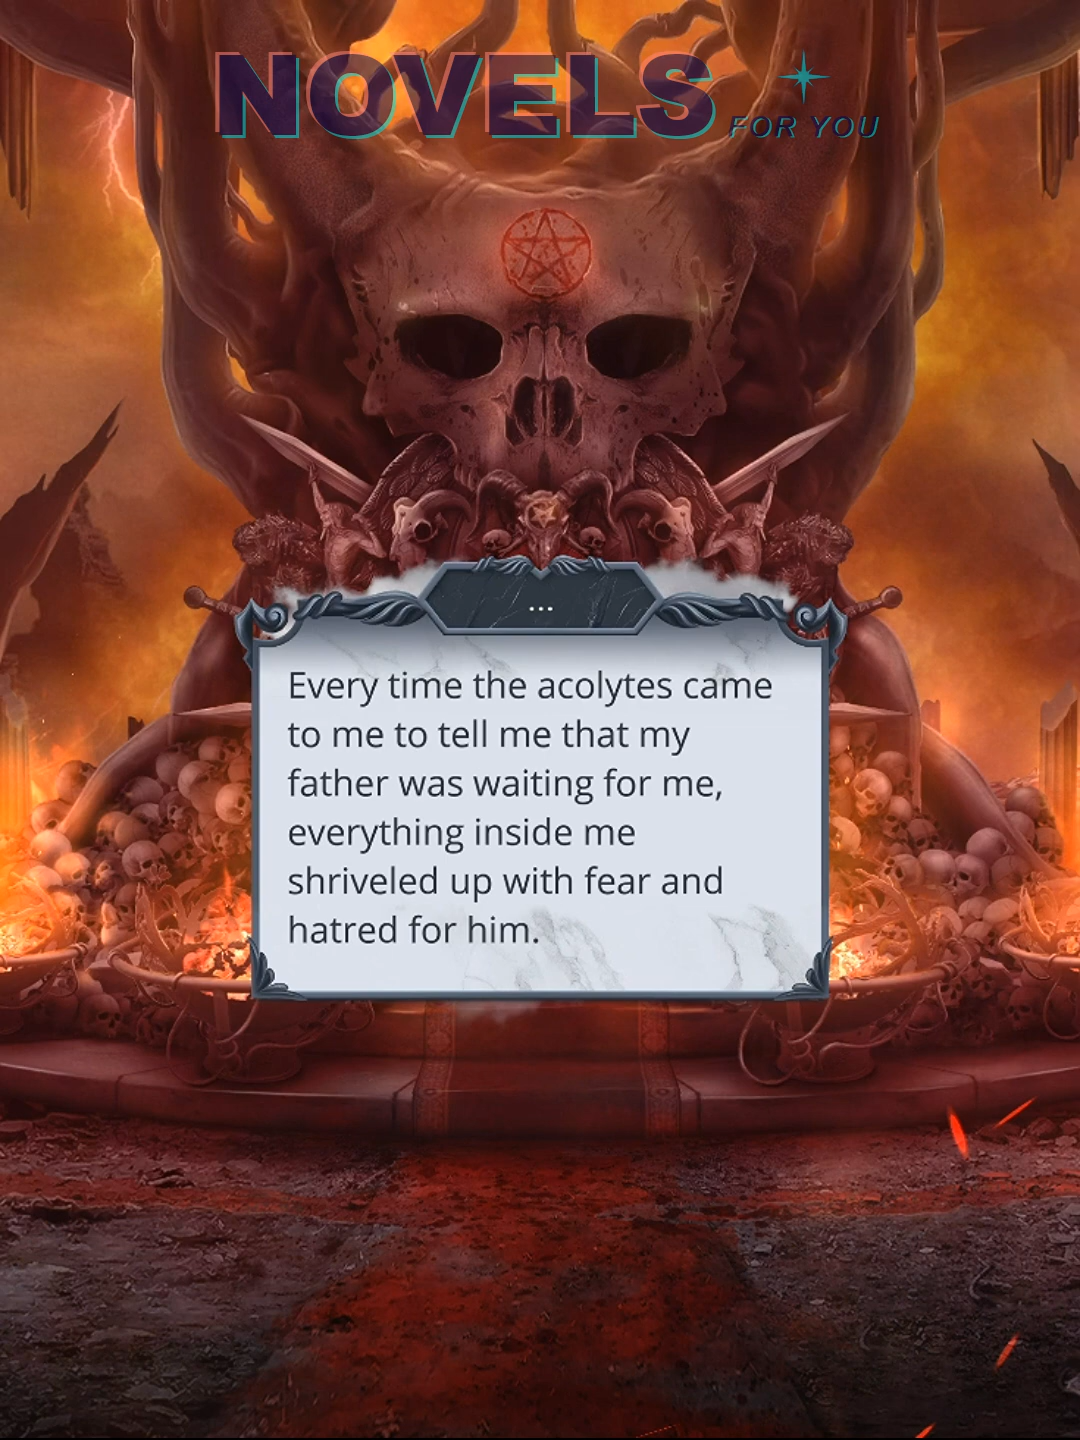 NOVELS
FOR YOU
...
Every time the acolytes came
to me to tell me that my
father was waiting for me,
everything inside me
shriveled up with fear and
hatred for him.